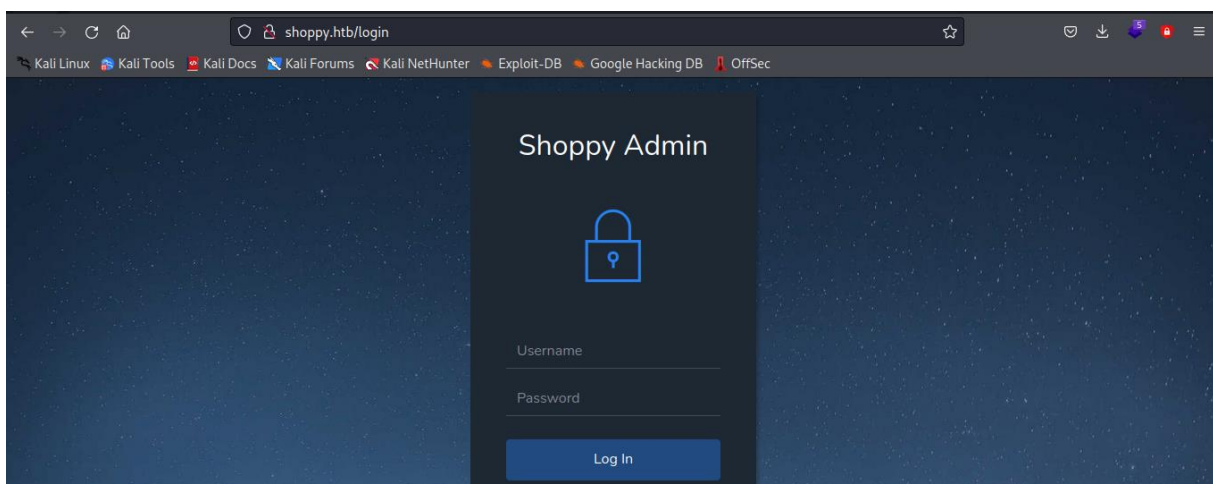 shoppy.htb/login
5
Kali Linux Kali Tools Kali Docs Kali Forums Kali NetHunter Exploit-DB Google Hacking DB OffSec
Shoppy Admin
Username
Password
Log In